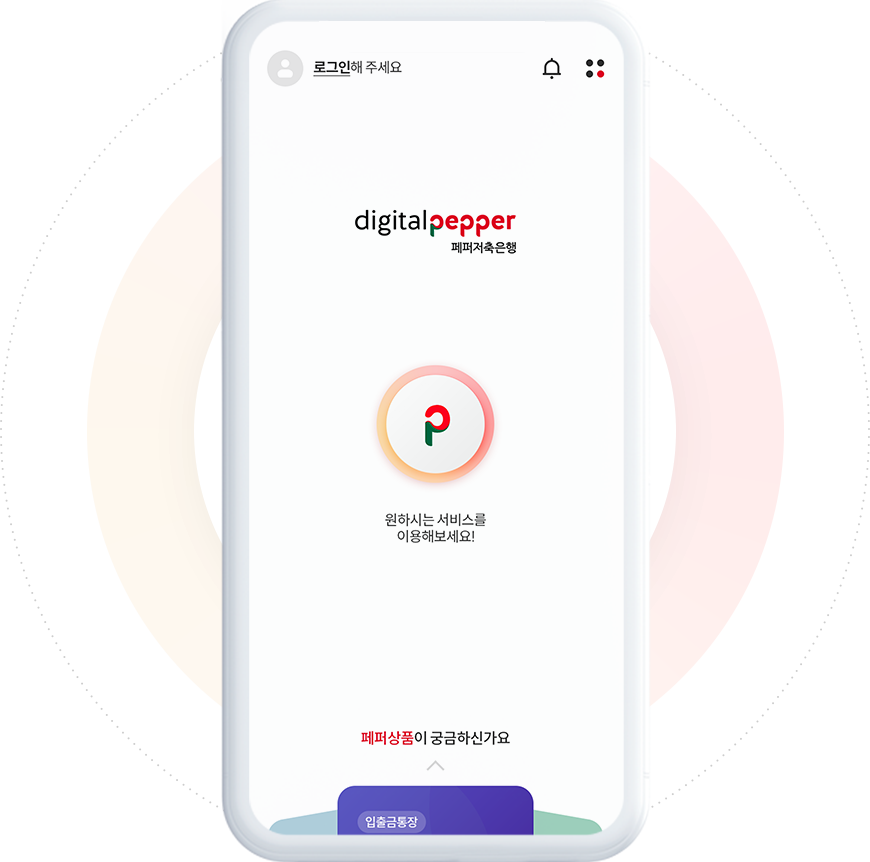 로그인해 주세요
digitalpepper
페퍼저축은행
원하시는 서비스를
이용해보세요!
페퍼상품이 궁금하신가요
입출금통장